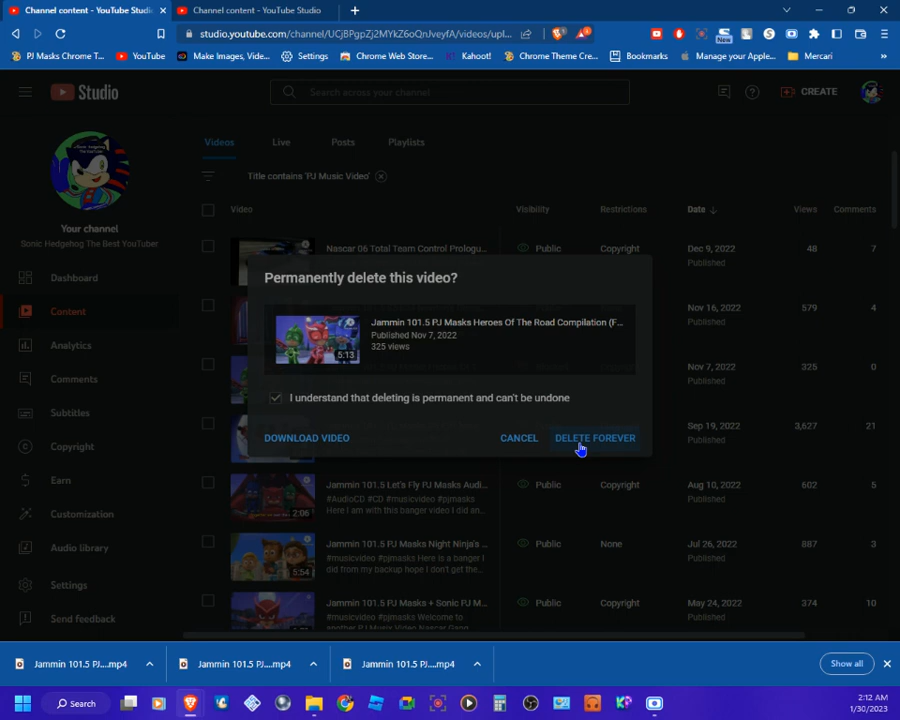 Channel content - YouTube Studi
Channel content - YouTube Studio
studio.youtube.com/channel/UCjBPgpZj2MYkZ6oQnJveyfA/videos/upl...
New
PJ Masks Chrome T...
YouTube
Make Images, Vide...
Settings
Chrome Web Store...
Kahoot!
Chrome Theme Cre...
Bookmarks
Manage your Apple...
Mercari
Studio
Search across your channel
CREATE
Your channel
Sonic Hedgehog The Best YouTuber
Dashboard
Content
Analytics
Comments
Subtitles
Copyright
Earn
Customization
Audio library
Settings
Send feedback
Videos
Live
Posts
Playlists
Title contains 'PJ Music Video'
Video
Visibility
Restrictions
Date
Views
Comments
Nascar 06 Total Team Control Prologu...
Public
Copyright
Dec 9, 2022
Published
48
7
Permanently delete this video?
Jammin 101.5 PJ Masks Heroes Of The Road Compilation (F...
Published Nov 7, 2022
325 views
5:13
I understand that deleting is permanent and can't be undone
DOWNLOAD VIDEO
CANCEL
DELETE FOREVER
Nov 16, 2022
Published
579
4
Nov 7, 2022
Published
325
0
Sep 19, 2022
Published
3,627
21
Jammin 101.5 Let's Fly PJ Masks Audi...
#AudioCD #CD #musicvideo #pjmasks
Here I am with this banger video I did an...
2:06
Public
Copyright
Aug 10, 2022
Published
602
5
Jammin 101.5 PJ Masks Night Ninja's ...
#musicvideo #pjmasks Here is a banger I
did from my backup hope I don't get the...
5:54
Public
None
Jul 26, 2022
Published
887
3
Jammin 101.5 PJ Masks + Sonic PJ M...
#musicvideo #pjmasks Welcome to
another PJ Music Video Nascar Gang
Public
Copyright
May 24, 2022
Published
374
10
Jammin 101.5 PJ....mp4
Jammin 101.5 PJ....mp4
Jammin 101.5 PJ....mp4
Show all
Search
2:12 AM
1/30/2023